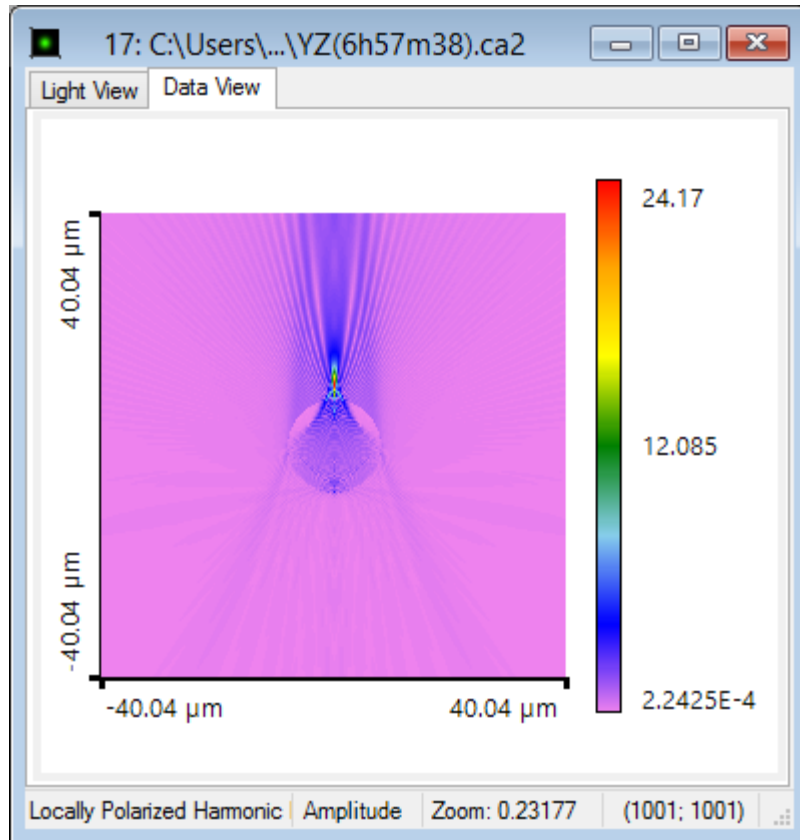 17: C:\Users\...\YZ(6h57m38).ca2
Light View
Data View
40.04 µm
-40.04 µm
-40.04 µm
40.04 µm
24.17
12.085
2.2425E-4
Locally Polarized Harmonic
Amplitude
Zoom: 0.23177
(1001; 1001)